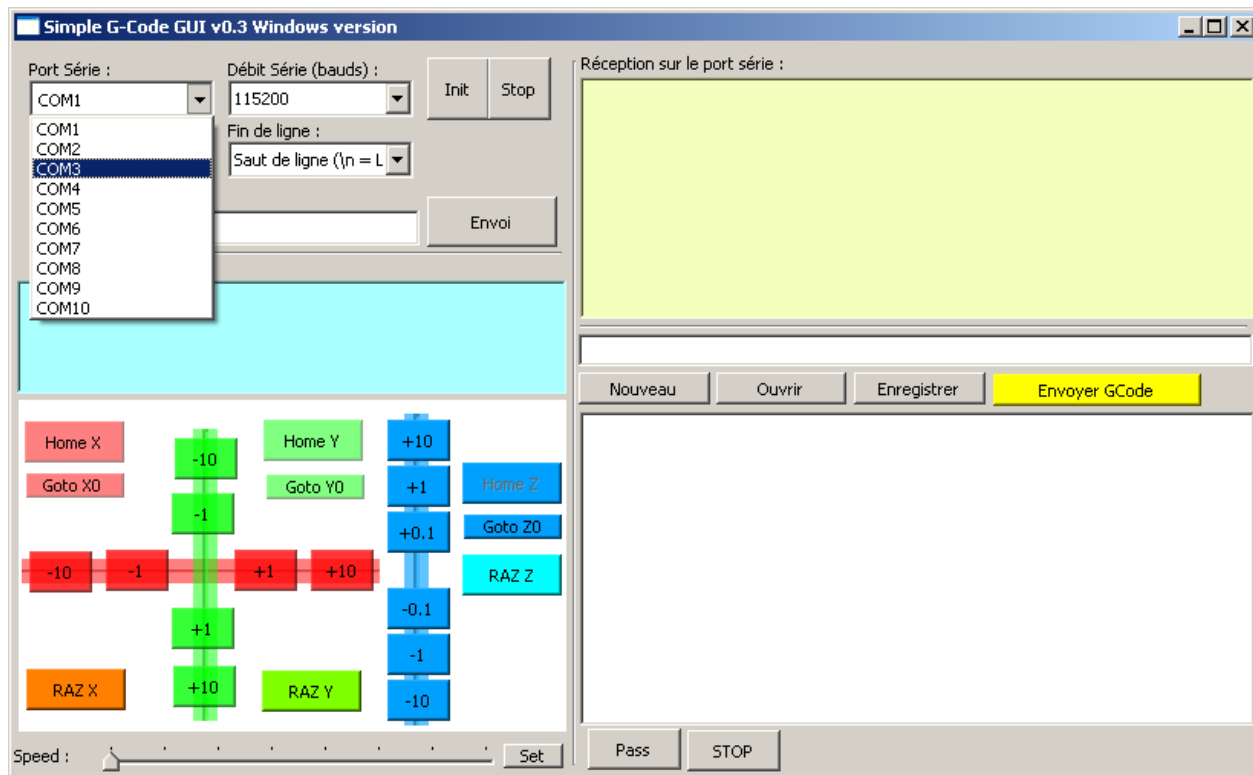 Simple G-Code GUI v0.3 Windows version
Port Série :
Débit Série (bauds) :
COM1
115200
Init
Stop
COM1
COM2
COM3
COM4
COM5
COM6
COM7
COM8
COM9
COM10
Fin de ligne :
Saut de ligne (\n = L
Envoi
Réception sur le port série :
Nouveau
Ouvrir
Enregistrer
Envoyer GCode
Home X
-10
Home Y
+10
Goto X0
Goto Y0
+1
Home Z
-1
+0.1
Goto Z0
-10
-1
+1
+10
RAZ Z
+1
-0.1
-1
RAZ X
+10
RAZ Y
-10
Speed :
Set
Pass
STOP